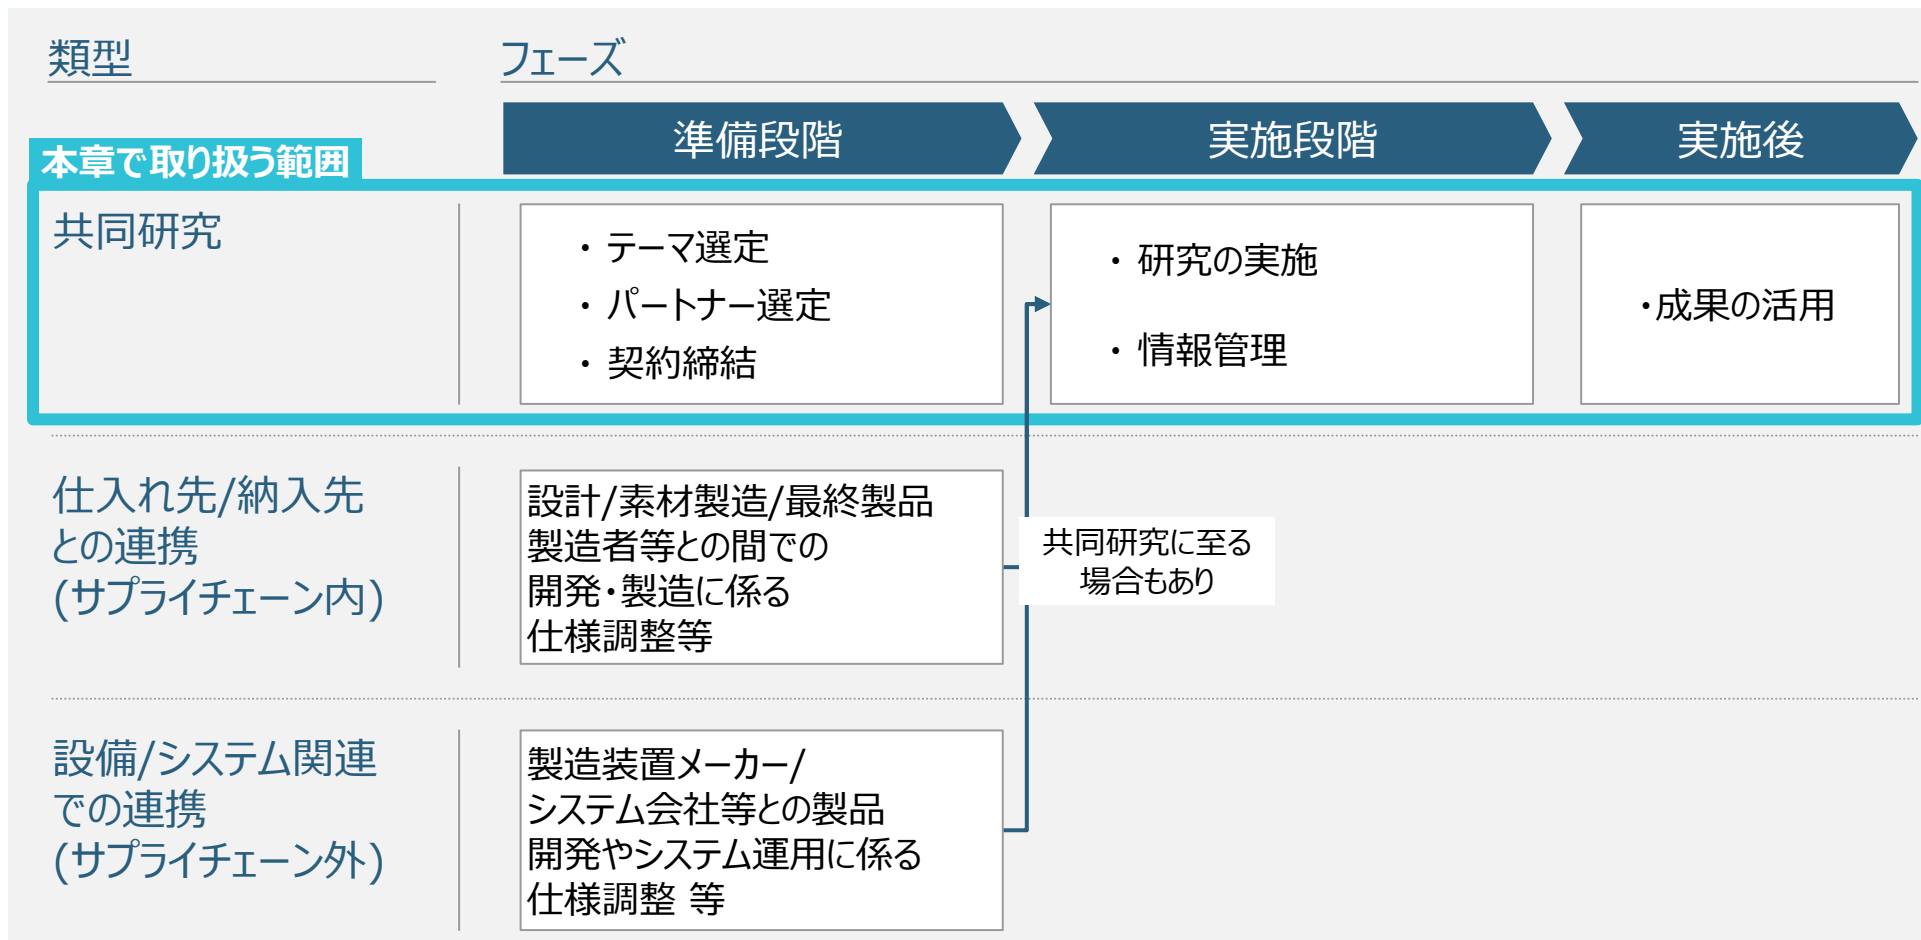 類型
フェーズ
準備段階
実施段階
実施後
本章で取り扱う範囲
共同研究
・ テーマ選定
・ パートナー選定
・ 契約締結
・ 研究の実施
・ 情報管理
・成果の活用
仕入れ先/納入先
との連携
(サプライチェーン内)
設計/素材製造/最終製品
製造者等との間での
開発・製造に係る
仕様調整等
共同研究に至る
場合もあり
設備/システム関連
での連携
(サプライチェーン外)
製造装置メーカー/
システム会社等との製品
開発やシステム運用に係る
仕様調整 等